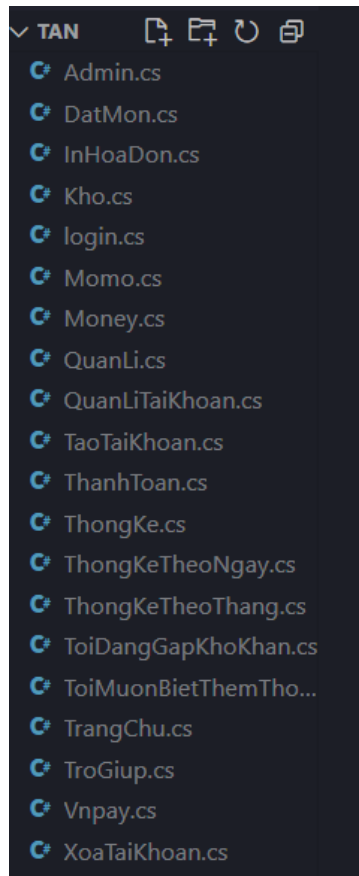 TAN
Admin.cs
DatMon.cs
InHoaDon.cs
Kho.cs
login.cs
Momo.cs
Money.cs
QuanLi.cs
QuanLiTaiKhoan.cs
TaoTaiKhoan.cs
ThanhToan.cs
ThongKe.cs
ThongKeTheoNgay.cs
ThongKeTheoThang.cs
ToiDangGapKhoKhan.cs
ToiMuonBietThemTho...
TrangChu.cs
TroGiup.cs
Vnpay.cs
XoaTaiKhoan.cs